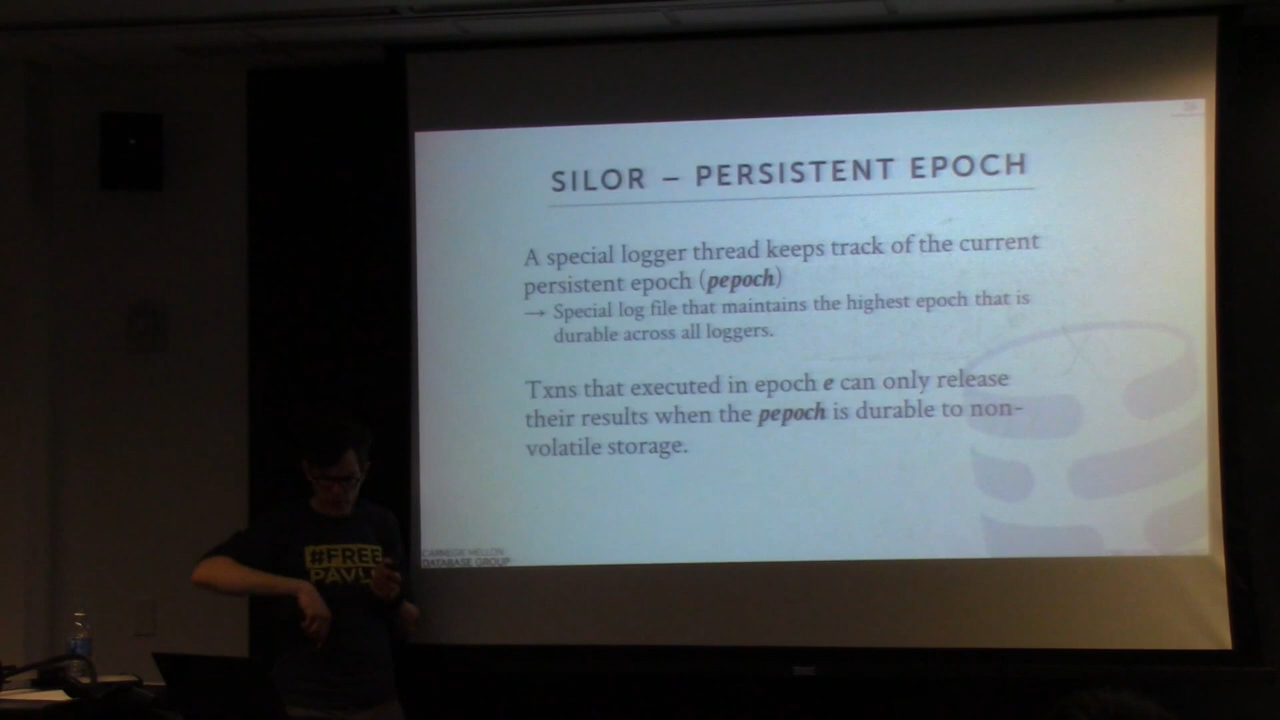 SILOR – PERSISTENT EPOCH
A special logger thread keeps track of the current
persistent epoch (pepoch)
→ Special log file that maintains the highest epoch that is
durable across all loggers.
Txns that executed in epoch e can only release
their results when the pepoch is durable to non-
volatile storage.
CARNEGIE MELLON
DATABASE GROUP
#FREE
PAVL